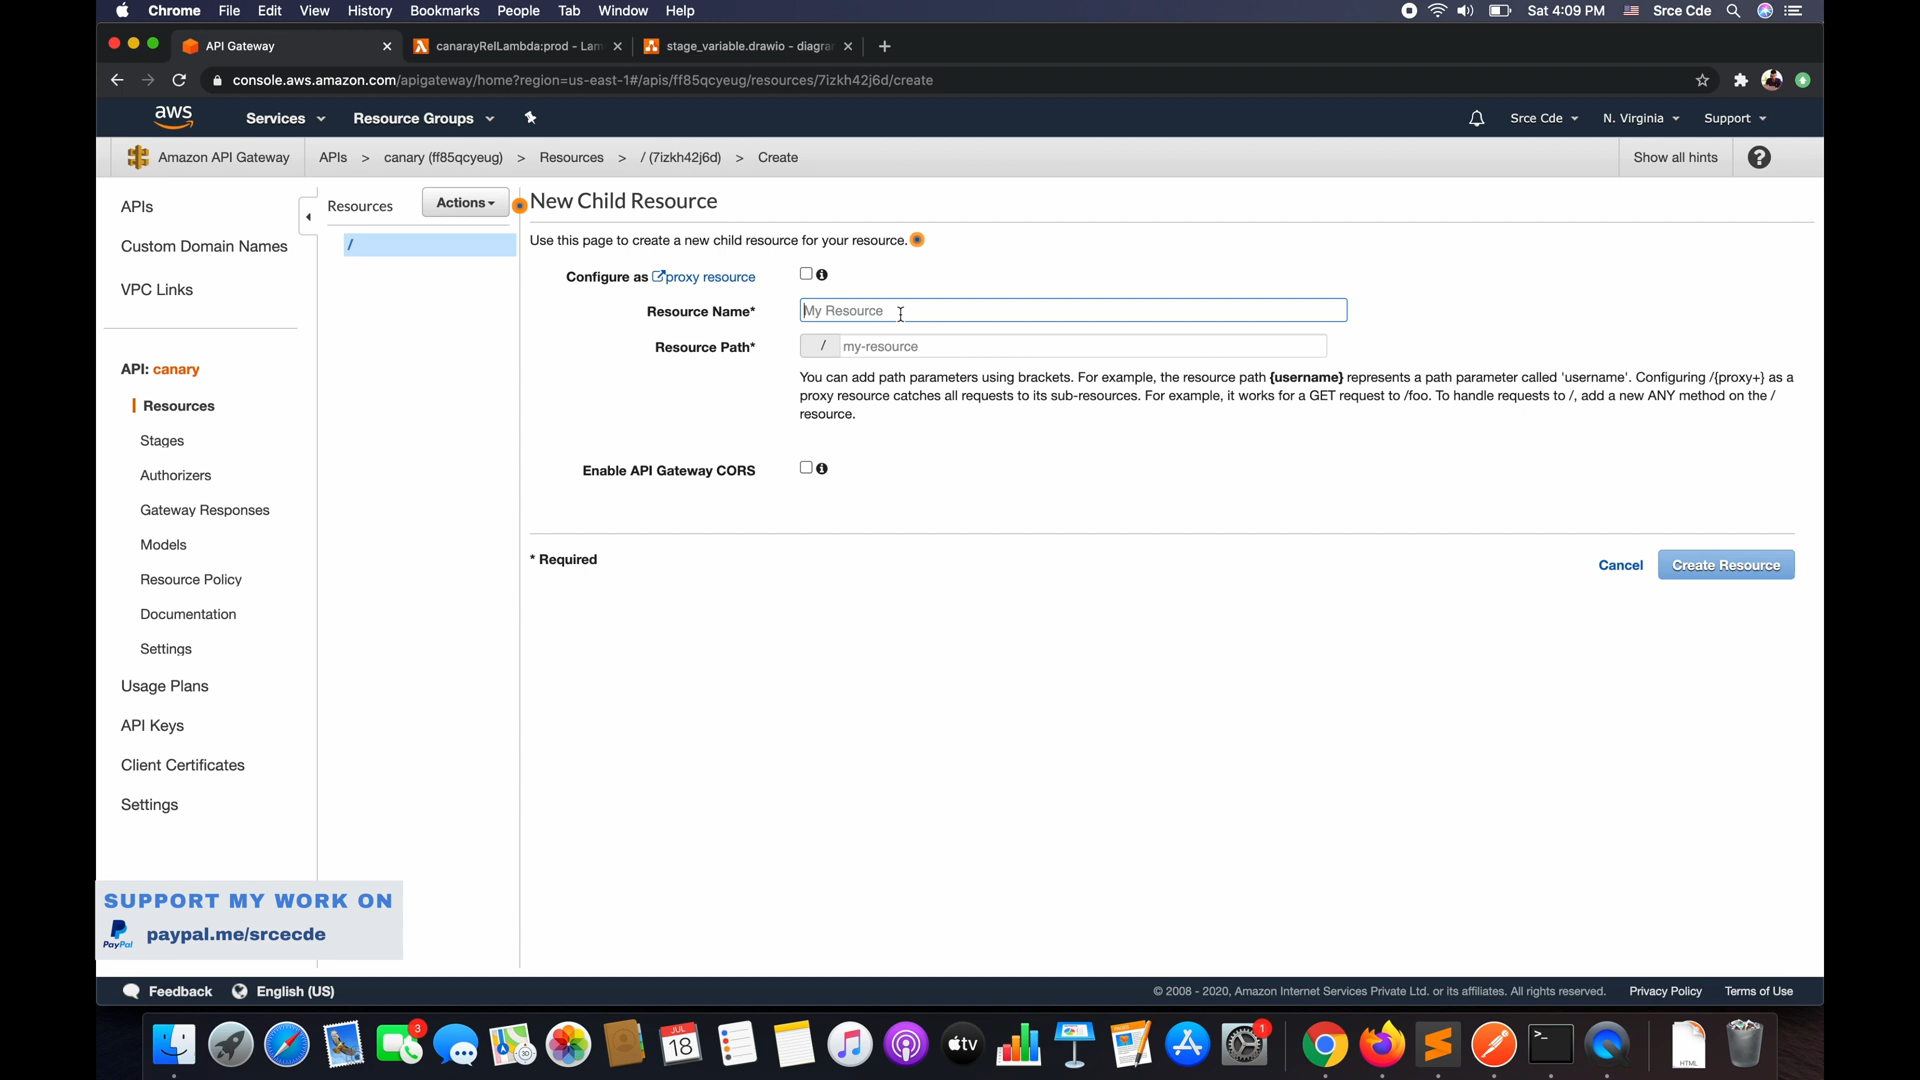 Chrome File Edit View History Bookmarks People Tab Window Help Sat 4:09 PM Srce Cde
API Gateway canarayRelLambda:prod - Lam stage_variable.drawio - diagra
console.aws.amazon.com/apigateway/home?region=us-east-1#/apis/ff85qcyeug/resources/7izkh42j6d/create
aws Services Resource Groups Srce Cde N. Virginia Support
Amazon API Gateway APIs > canary (ff85qcyeug) > Resources > / (7izkh42j6d) > Create Show all hints ?
APIs
Custom Domain Names
VPC Links
API: canary
Resources
Stages
Authorizers
Gateway Responses
Models
Resource Policy
Documentation
Settings
Usage Plans
API Keys
Client Certificates
Settings
Resources Actions
/
New Child Resource
Use this page to create a new child resource for your resource.
Configure as proxy resource
Resource Name* My Resource
Resource Path* / my-resource
You can add path parameters using brackets. For example, the resource path {username} represents a path parameter called 'username'. Configuring /{proxy+} as a
proxy resource catches all requests to its sub-resources. For example, it works for a GET request to /foo. To handle requests to /, add a new ANY method on the /
resource.
Enable API Gateway CORS
* Required
Cancel Create Resource
SUPPORT MY WORK ON
PayPal paypal.me/srcecde
Feedback English (US) © 2008 - 2020, Amazon Internet Services Private Ltd. or its affiliates. All rights reserved. Privacy Policy Terms of Use
3 JUL 18 tv 1 HTML